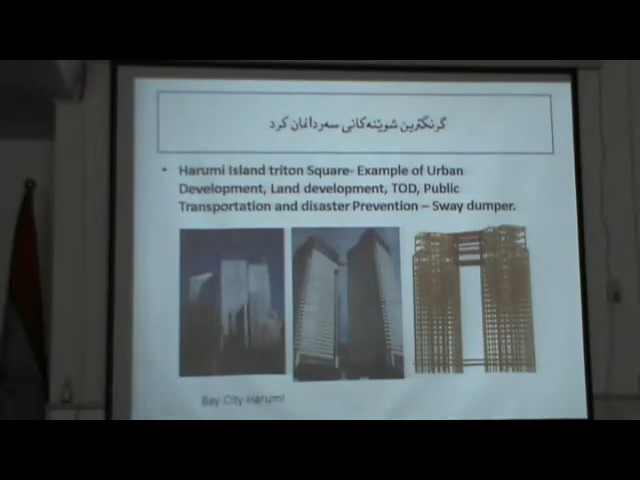 گرنگترین شوێنەکانی سەردانمان کرد
• Harumi Island triton Square- Example of Urban
Development, Land development, TOD, Public
Transportation and disaster Prevention – Sway dumper.
Bay City Harumi